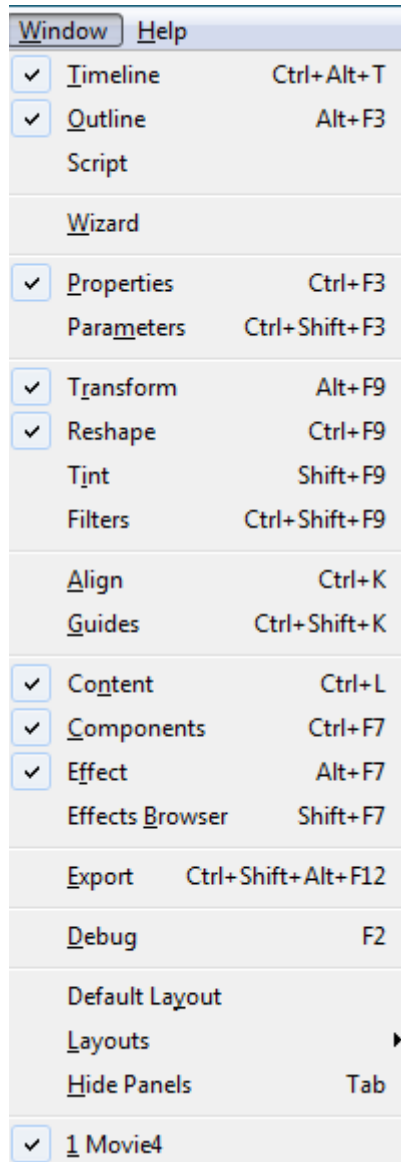 Window Help
Timeline Ctrl+Alt+T
Outline Alt+F3
Script
Wizard
Properties Ctrl+F3
Parameters Ctrl+Shift+F3
Transform Alt+F9
Reshape Ctrl+F9
Tint Shift+F9
Filters Ctrl+Shift+F9
Align Ctrl+K
Guides Ctrl+Shift+K
Content Ctrl+L
Components Ctrl+F7
Effect Alt+F7
Effects Browser Shift+F7
Export Ctrl+Shift+Alt+F12
Debug F2
Default Layout
Layouts
Hide Panels Tab
1 Movie4